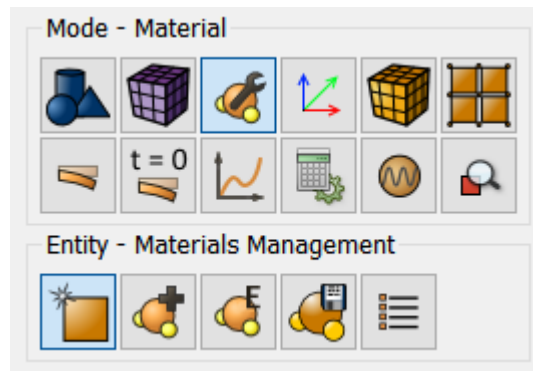 Mode - Material
t = 0
Entity - Materials Management
E